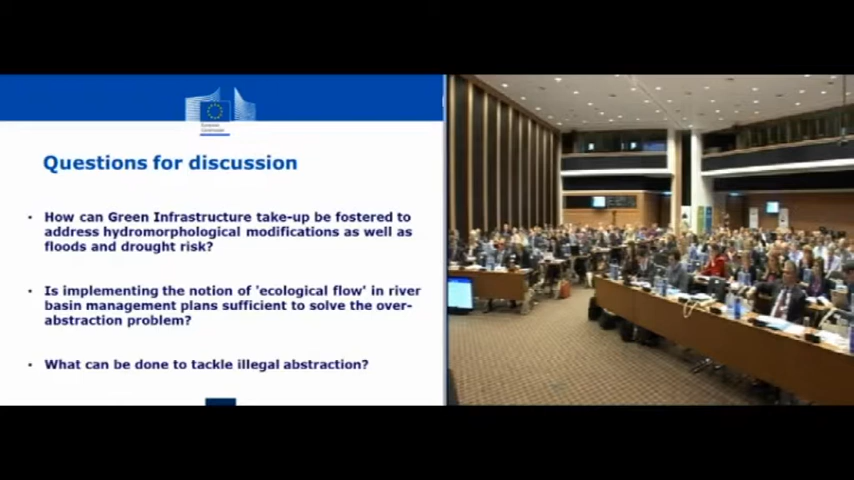 European
Commission
Questions for discussion
• How can Green Infrastructure take-up be fostered to
address hydromorphological modifications as well as
floods and drought risk?
• Is implementing the notion of 'ecological flow' in river
basin management plans sufficient to solve the over-
abstraction problem?
• What can be done to tackle illegal abstraction?